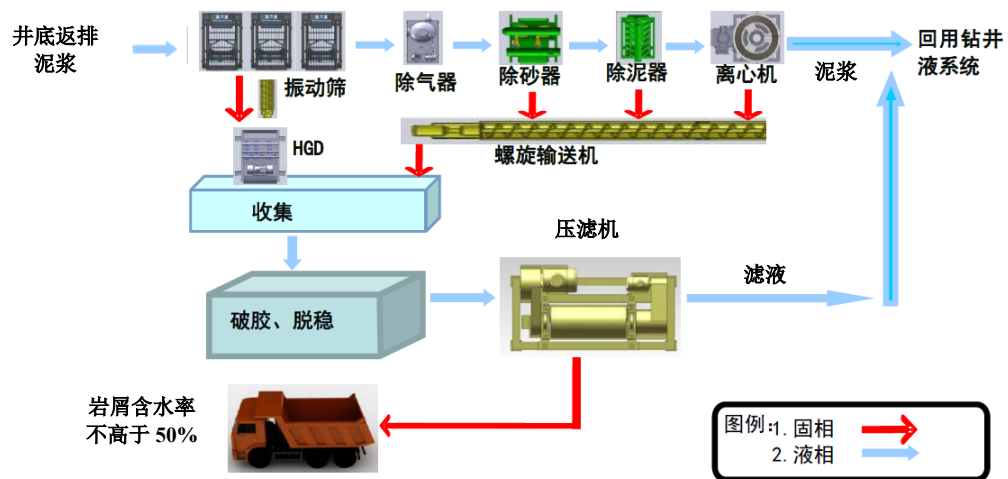 井底返排
泥浆
振动筛
除气器
除砂器
除泥器
离心机
泥浆
回用钻井
液系统
HGD
螺旋输送机
收集
压滤机
破胶、脱稳
滤液
岩屑含水率
不高于 50%
图例:1.固相
2.液相